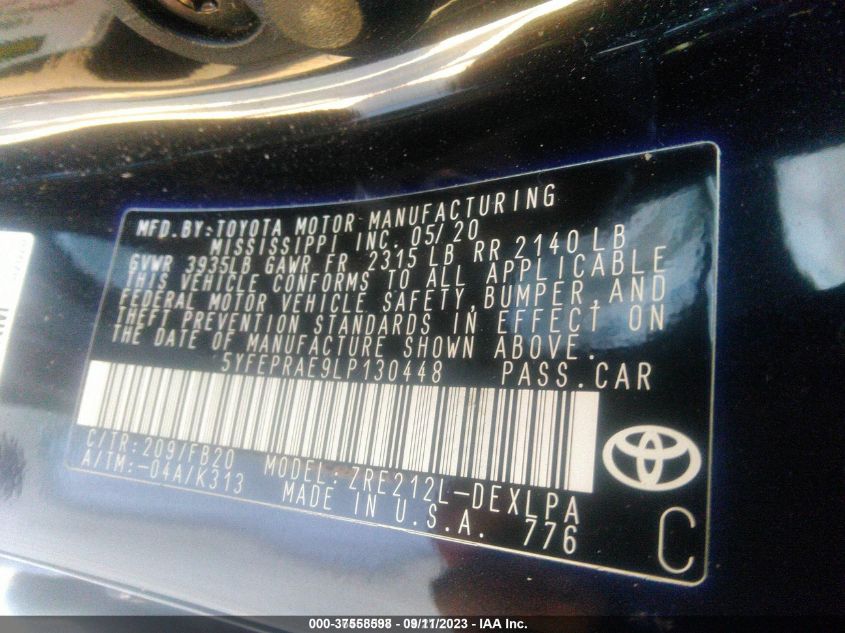 MFD.BY:TOYOTA MOTOR MANUFACTURING
MISSISSIPPI INC. 05/20
GVWR 3935LB GAWR FR 2315 LB RR 2140 LB
THIS VEHICLE CONFORMS TO ALL APPLICABLE
FEDERAL MOTOR VEHICLE SAFETY,BUMPER,AND
THEFT PREVENTION STANDARDS IN EFFECT ON
THE DATE OF MANUFACTURE SHOWN ABOVE.
5YFEPRAE9LP130448 PASS.CAR
C/TR:209/FB20 MODEL:ZRE212L-DEXLPA
A/TM:-04A/K313 MADE IN U.S.A. 776
C
000-37558598 - 09/11/2023 - IAA Inc.